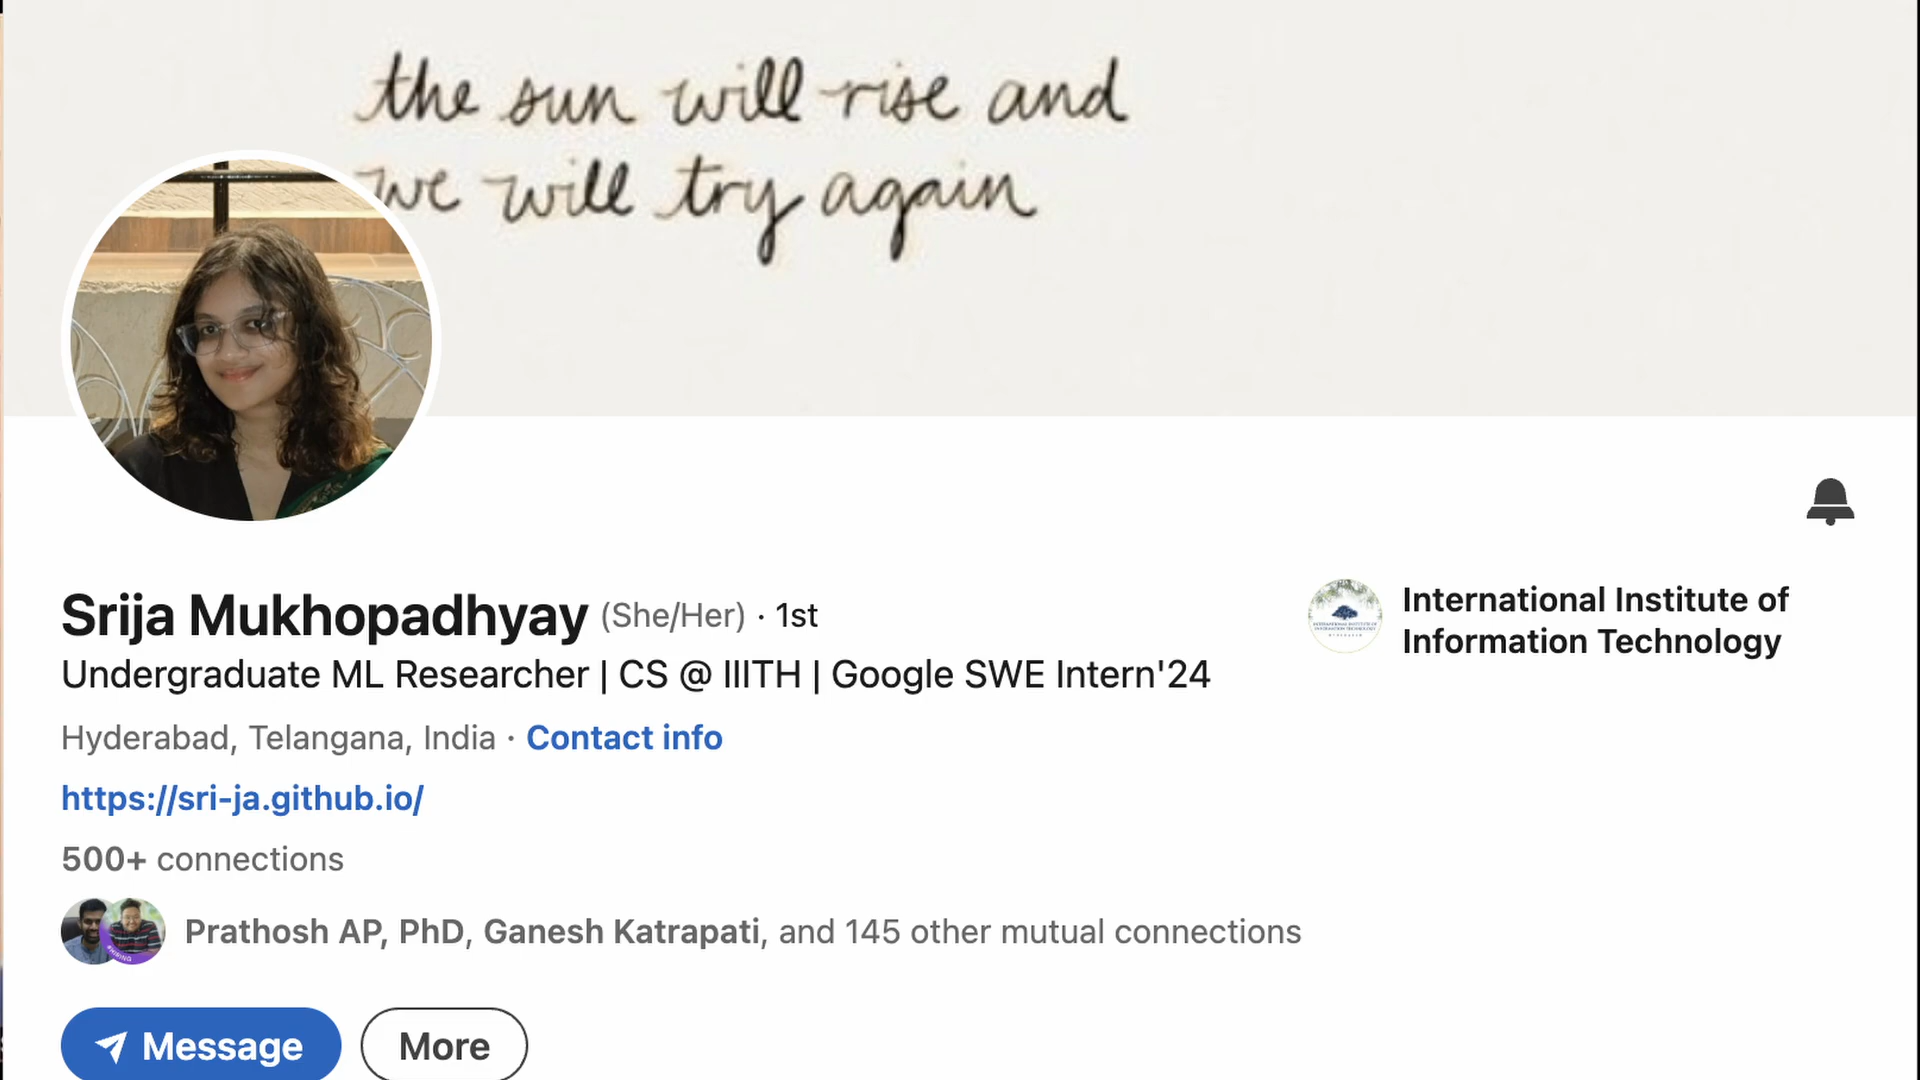 the sun will rise and
we will try again
Srija Mukhopadhyay (She/Her) · 1st
Undergraduate ML Researcher | CS @ IIITH | Google SWE Intern'24
International Institute of
Information Technology
Hyderabad, Telangana, India · Contact info
https://sri-ja.github.io/
500+ connections
Prathosh AP, PhD, Ganesh Katrapati, and 145 other mutual connections
Message
More